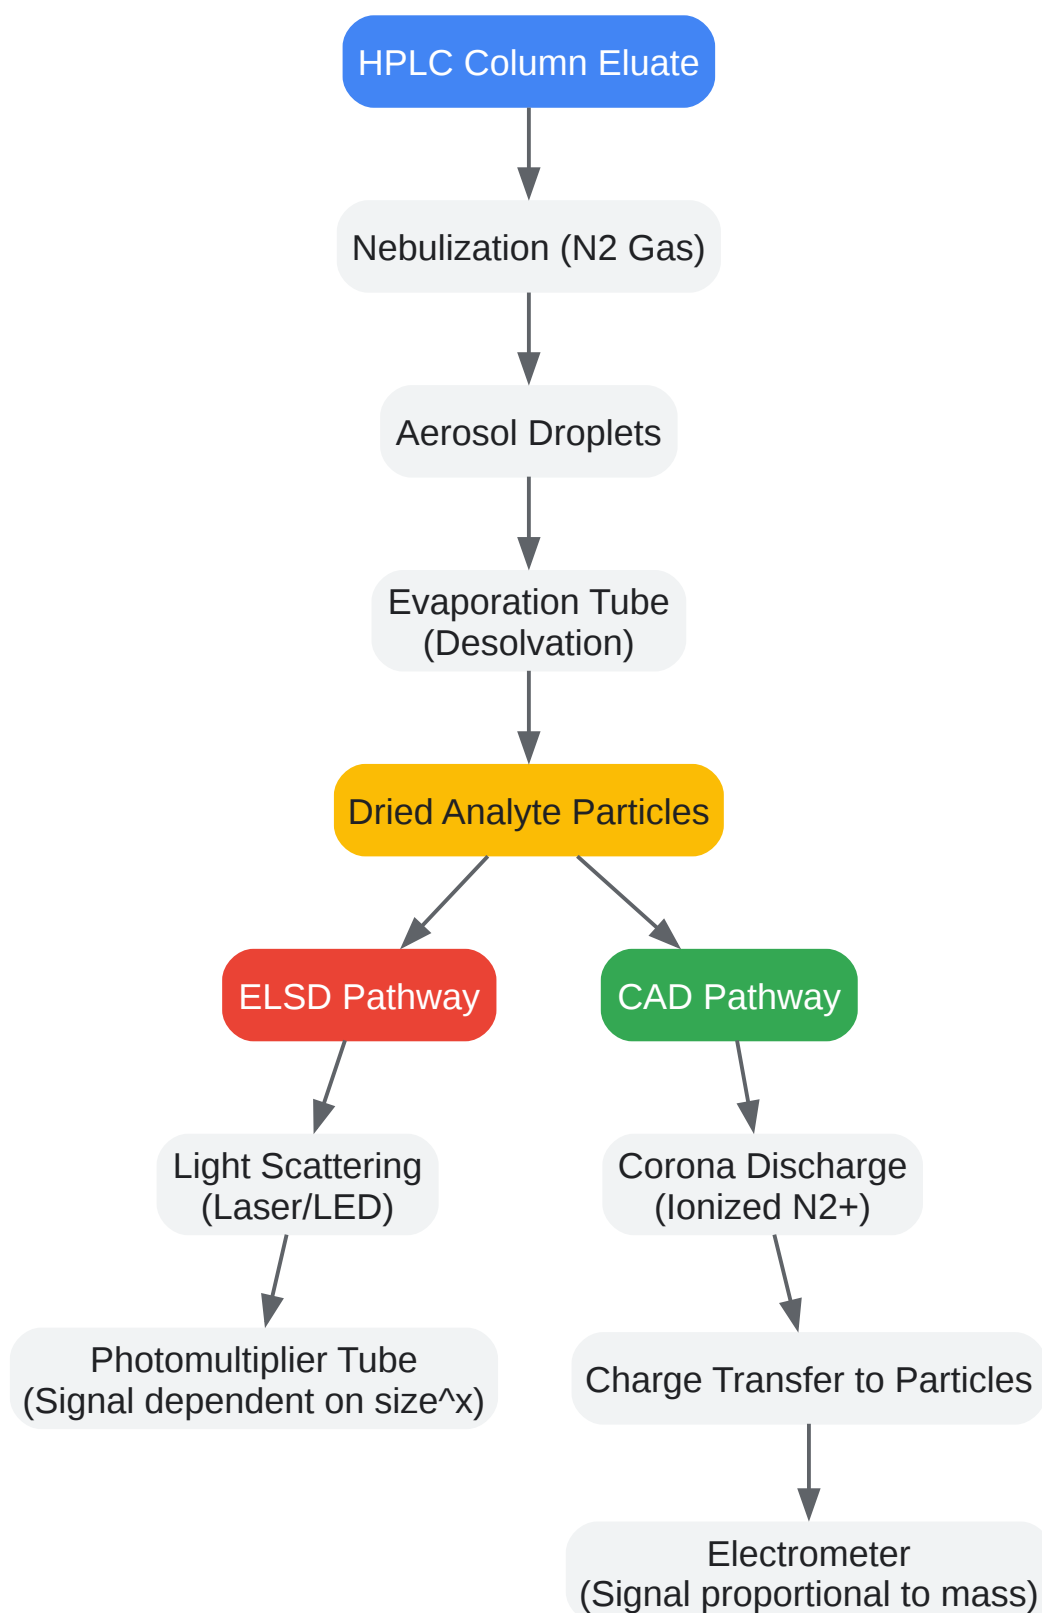 HPLC Column Eluate
Nebulization (N2 Gas)
Aerosol Droplets
Evaporation Tube
(Desolvation)
Dried Analyte Particles
ELSD Pathway
CAD Pathway
Light Scattering
(Laser/LED)
Corona Discharge
(Ionized N2+)
Photomultiplier Tube
(Signal dependent on size^x)
Charge Transfer to Particles
Electrometer
(Signal proportional to mass)